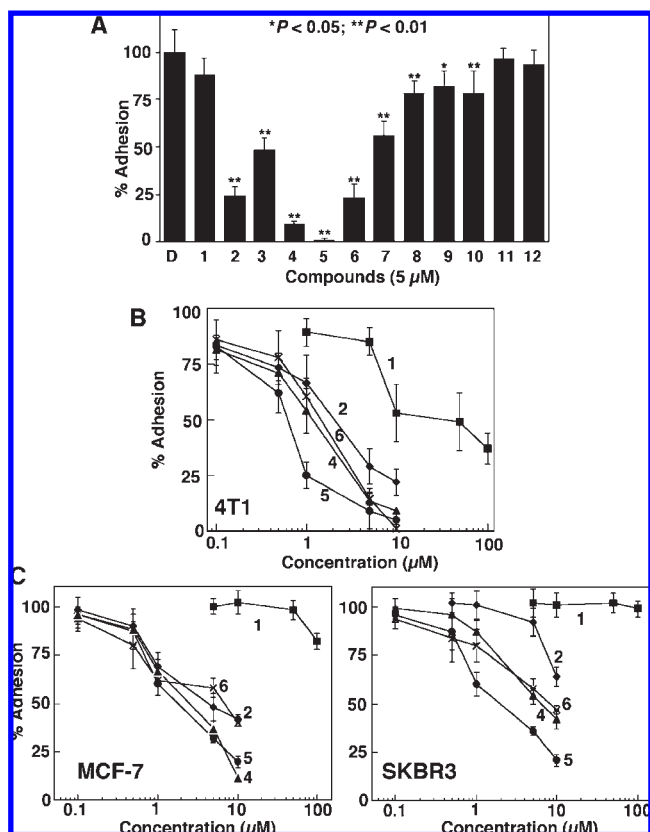 A
*P < 0.05; **P < 0.01
% Adhesion
100
75
50
25
0
**
**
**
**
**
**
**
*
**
D 1 2 3 4 5 6 7 8 9 10 11 12
Compounds (5 µM)
B
% Adhesion
100
75
50
25
0
1
2
6
4
5
4T1
0.1 1 10 100
Concentration (µM)
C
% Adhesion
100
75
50
25
0
1
6
2
5
4
MCF-7
0.1 1 10 100
Concentration (µM)
100
75
50
25
0
1
2
6
4
5
SKBR3
0.1 1 10 100
Concentration (µM)